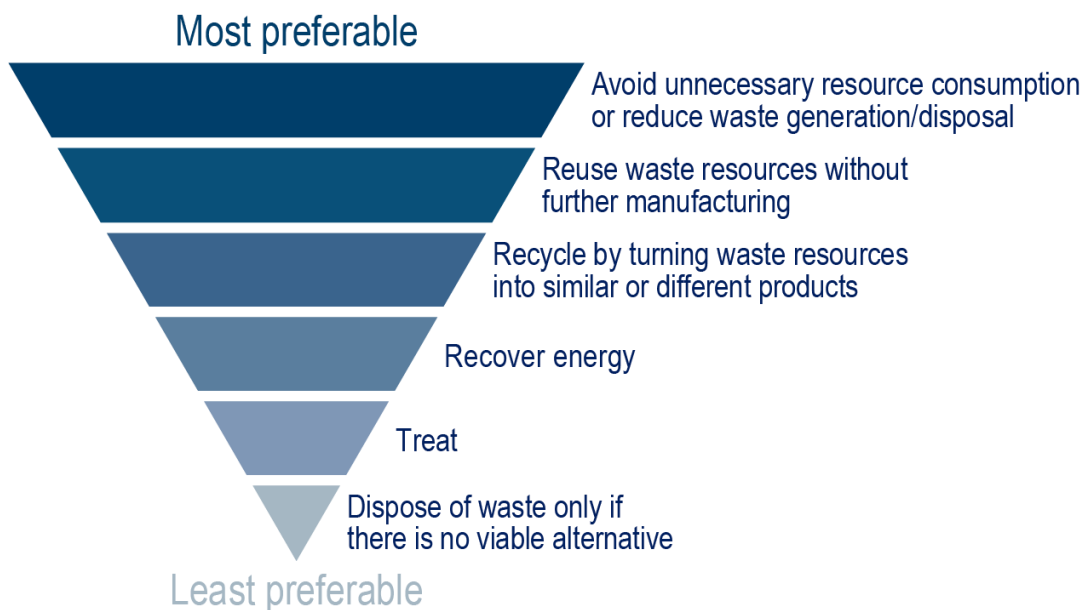 Most preferable
Avoid unnecessary resource consumption
or reduce waste generation/disposal
Reuse waste resources without
further manufacturing
Recycle by turning waste resources
into similar or different products
Recover energy
Treat
Dispose of waste only if
there is no viable alternative
Least preferable